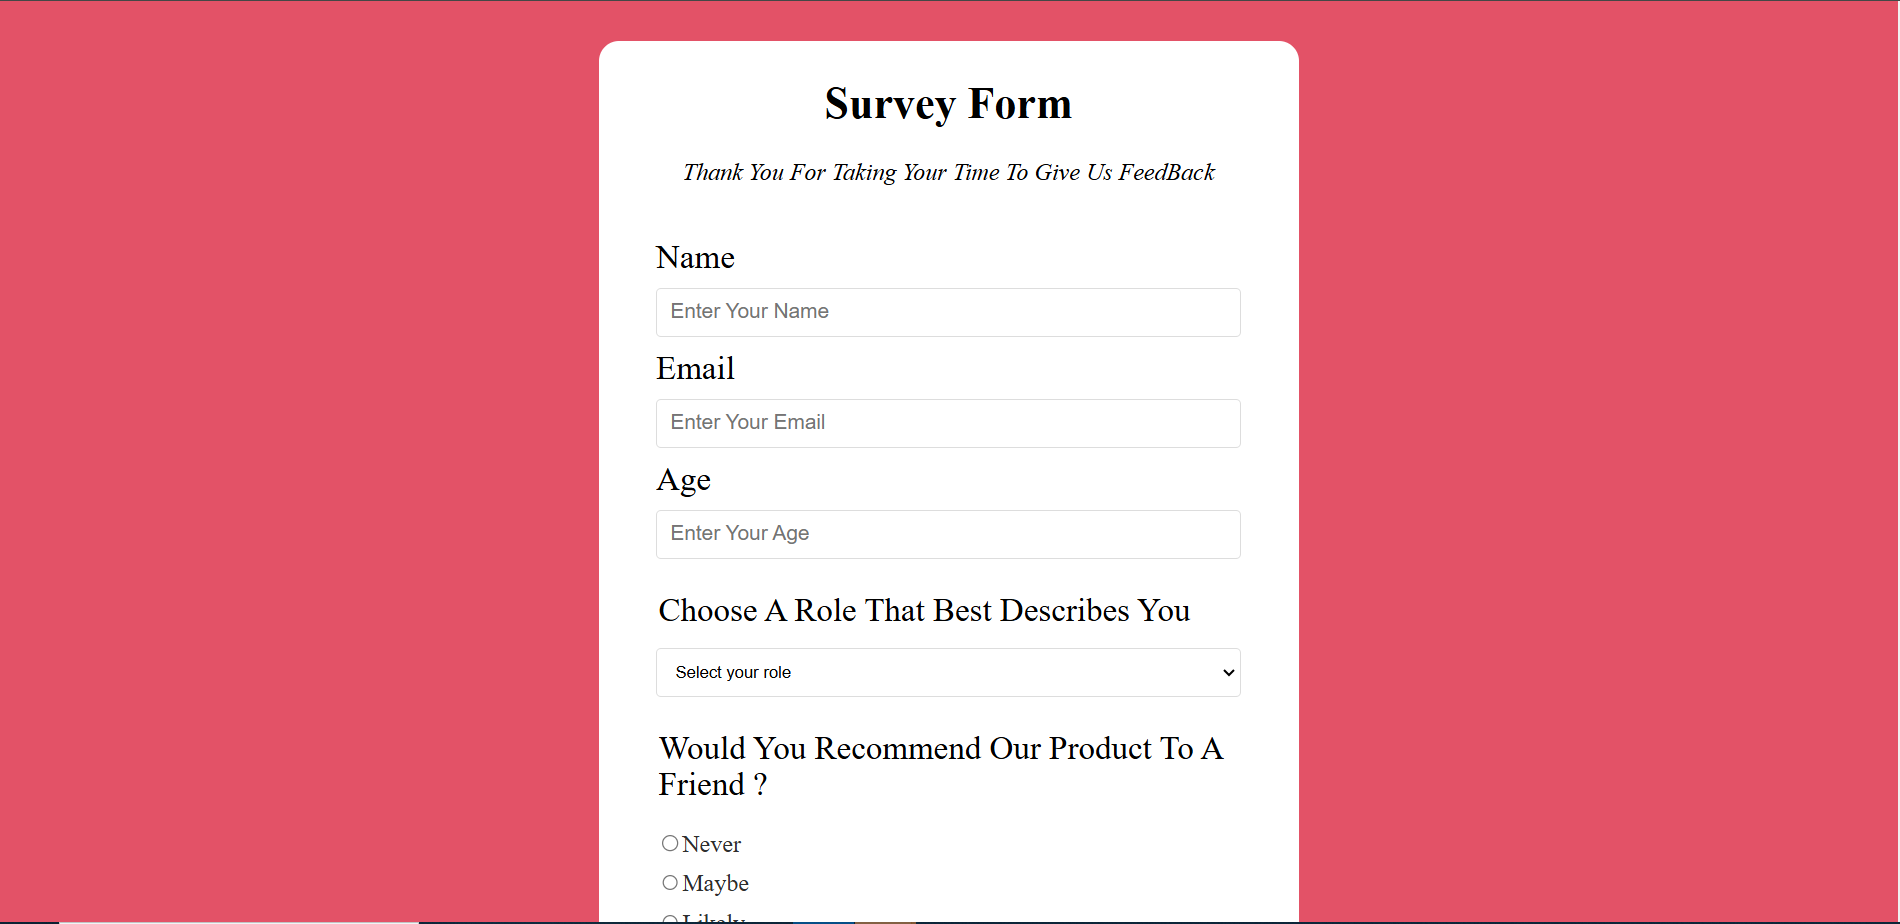 Survey Form
Thank You For Taking Your Time To Give Us FeedBack
Name
Enter Your Name
Email
Enter Your Email
Age
Enter Your Age
Choose A Role That Best Describes You
Select your role
Would You Recommend Our Product To A
Friend ?
Never
Maybe
Likely